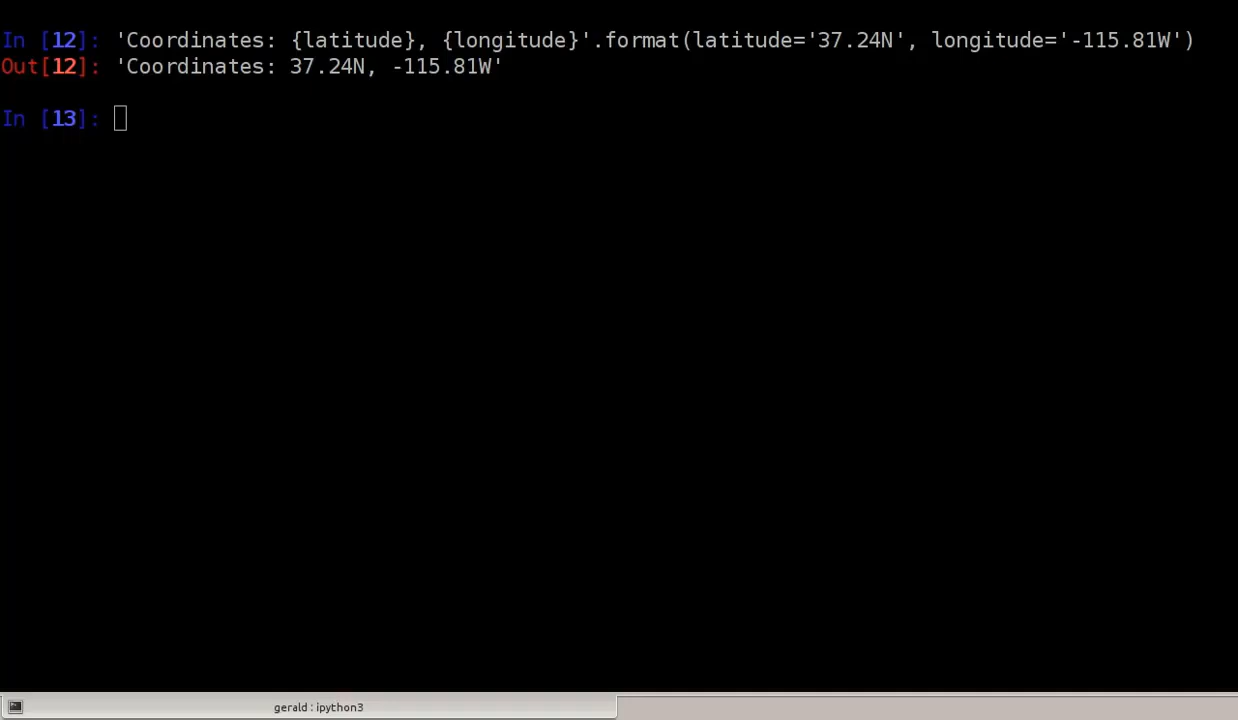 In [12]: 'Coordinates: {latitude}, {longitude}'.format(latitude='37.24N', longitude='-115.81W')
Out[12]: 'Coordinates: 37.24N, -115.81W'
In [13]:
gerald : ipython3